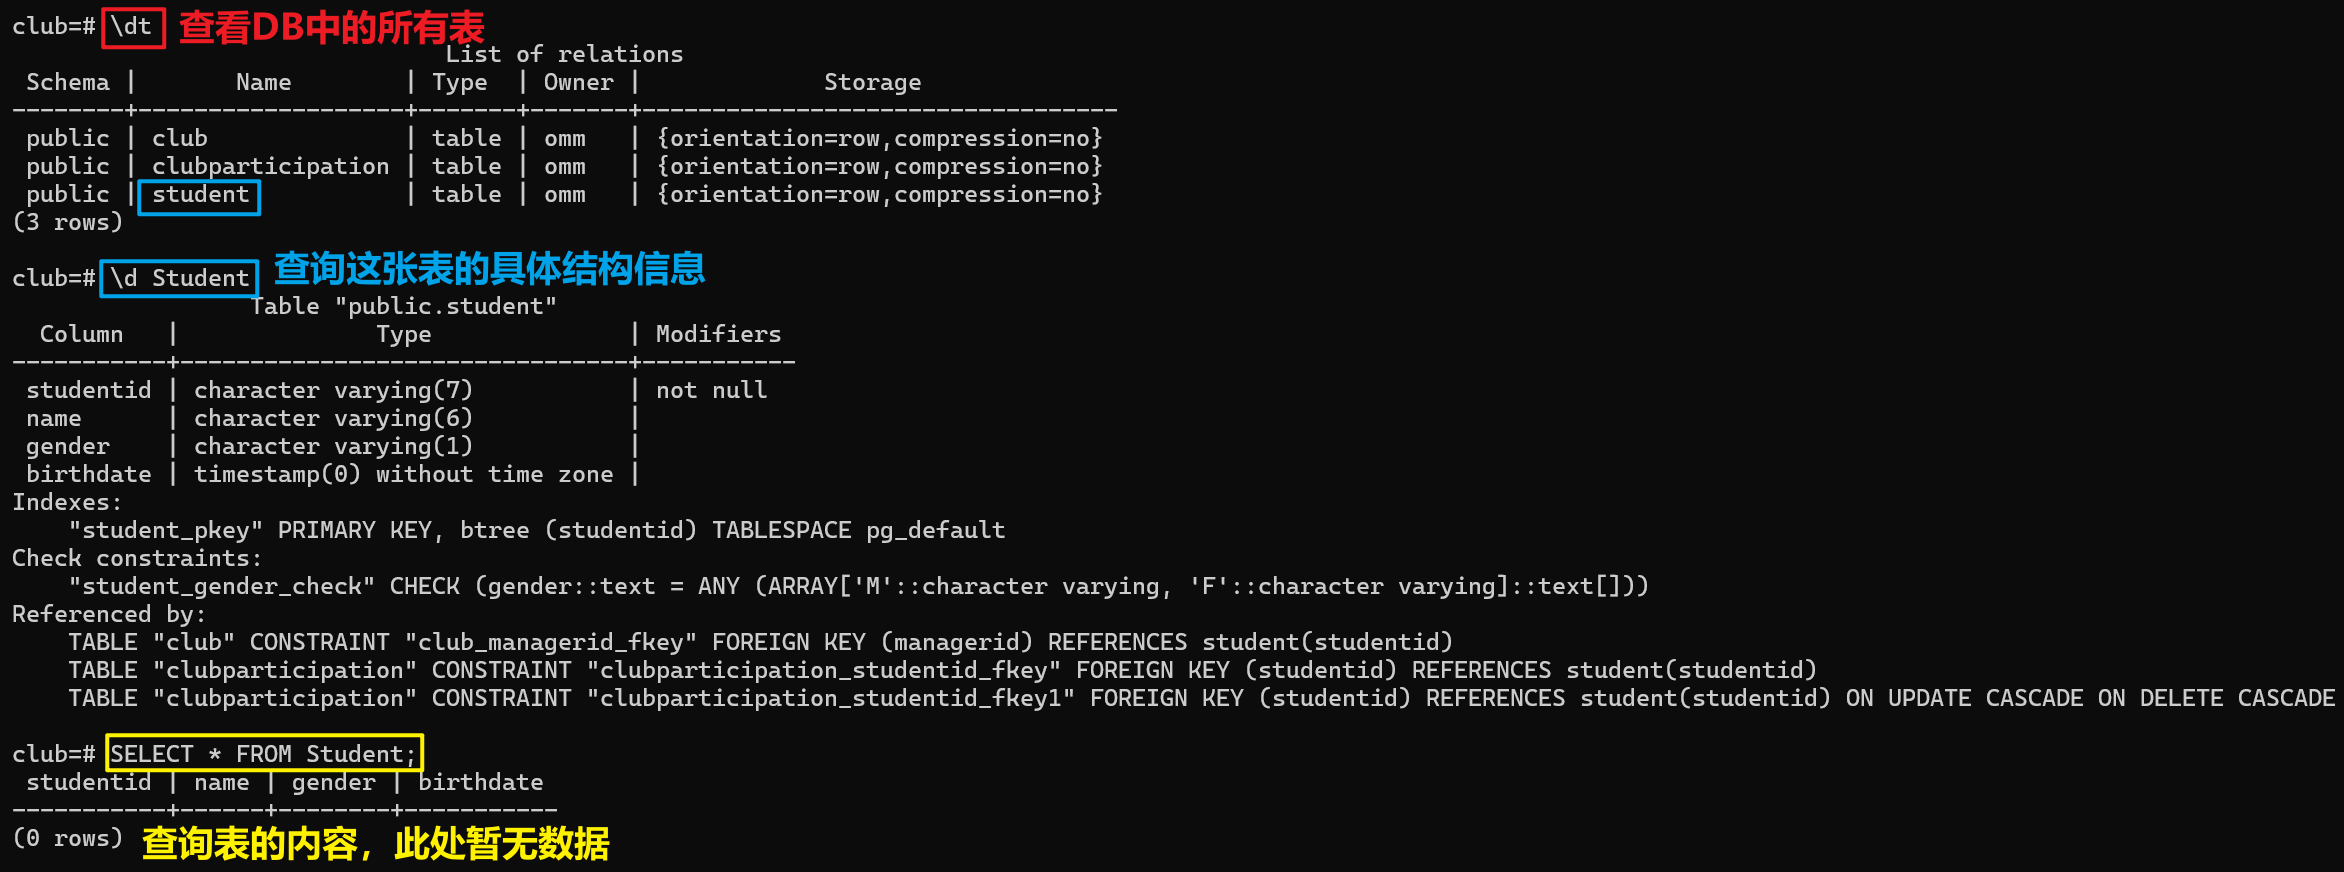 club=# \dt 查看DB中的所有表
List of relations
Schema | Name | Type | Owner | Storage
--------+------------------+-------+-------+----------------------------------
public | club | table | omm | {orientation=row,compression=no}
public | clubparticipation | table | omm | {orientation=row,compression=no}
public | student | table | omm | {orientation=row,compression=no}
(3 rows)
club=# \d Student 查询这张表的具体结构信息
Table "public.student"
Column | Type | Modifiers
-----------+--------------------------------+-----------
studentid | character varying(7) | not null
name | character varying(6) |
gender | character varying(1) |
birthdate | timestamp(0) without time zone |
Indexes:
"student_pkey" PRIMARY KEY, btree (studentid) TABLESPACE pg_default
Check constraints:
"student_gender_check" CHECK (gender::text = ANY (ARRAY['M'::character varying, 'F'::character varying]::text[]))
Referenced by:
TABLE "club" CONSTRAINT "club_managerid_fkey" FOREIGN KEY (managerid) REFERENCES student(studentid)
TABLE "clubparticipation" CONSTRAINT "clubparticipation_studentid_fkey" FOREIGN KEY (studentid) REFERENCES student(studentid)
TABLE "clubparticipation" CONSTRAINT "clubparticipation_studentid_fkey1" FOREIGN KEY (studentid) REFERENCES student(studentid) ON UPDATE CASCADE ON DELETE CASCADE
club=# SELECT * FROM Student;
studentid | name | gender | birthdate
-----------+------+--------+-----------
(0 rows) 查询表的内容，此处暂无数据